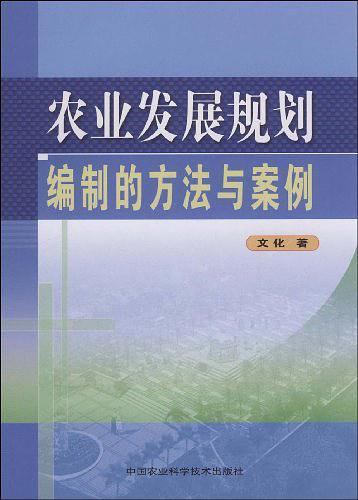 农业发展规划
编制的方法与案例
文化 著
中国农业科学技术出版社